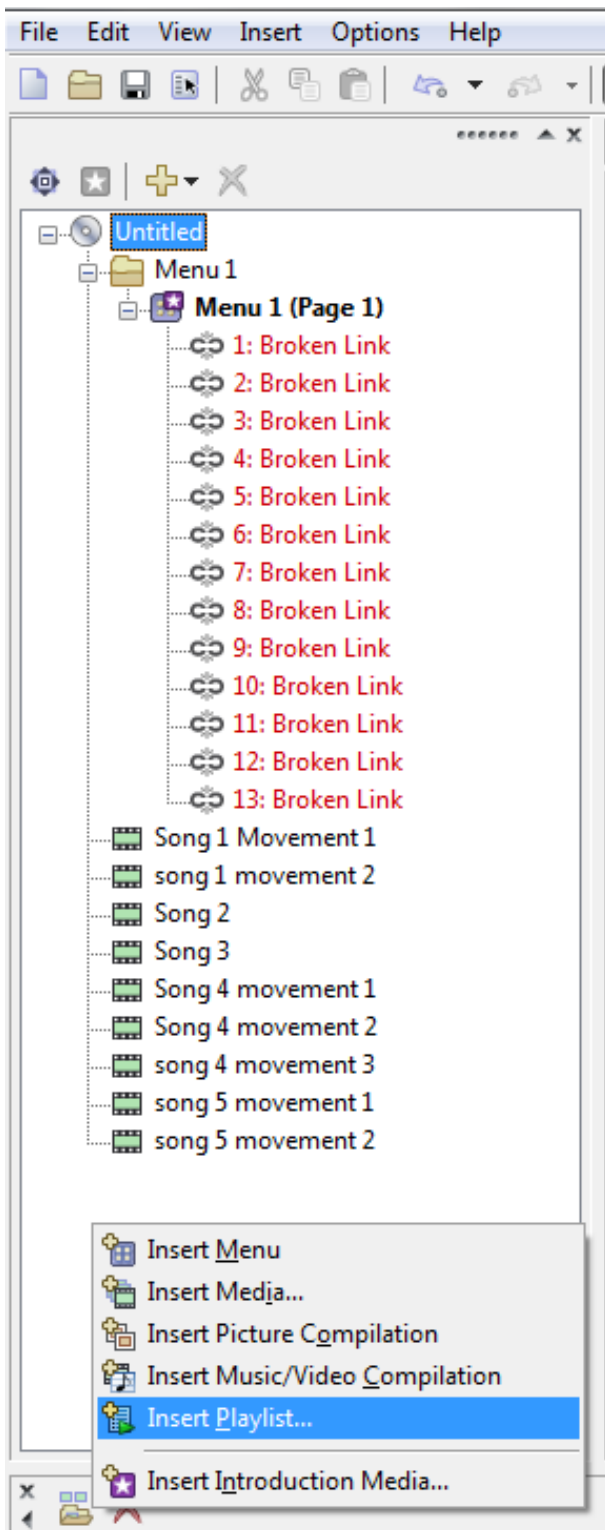 File Edit View Insert Options Help
Untitled
Menu 1
Menu 1 (Page 1)
1: Broken Link
2: Broken Link
3: Broken Link
4: Broken Link
5: Broken Link
6: Broken Link
7: Broken Link
8: Broken Link
9: Broken Link
10: Broken Link
11: Broken Link
12: Broken Link
13: Broken Link
Song 1 Movement 1
song 1 movement 2
Song 2
Song 3
Song 4 movement 1
Song 4 movement 2
song 4 movement 3
song 5 movement 1
song 5 movement 2
Insert Menu
Insert Media...
Insert Picture Compilation
Insert Music/Video Compilation
Insert Playlist...
Insert Introduction Media...